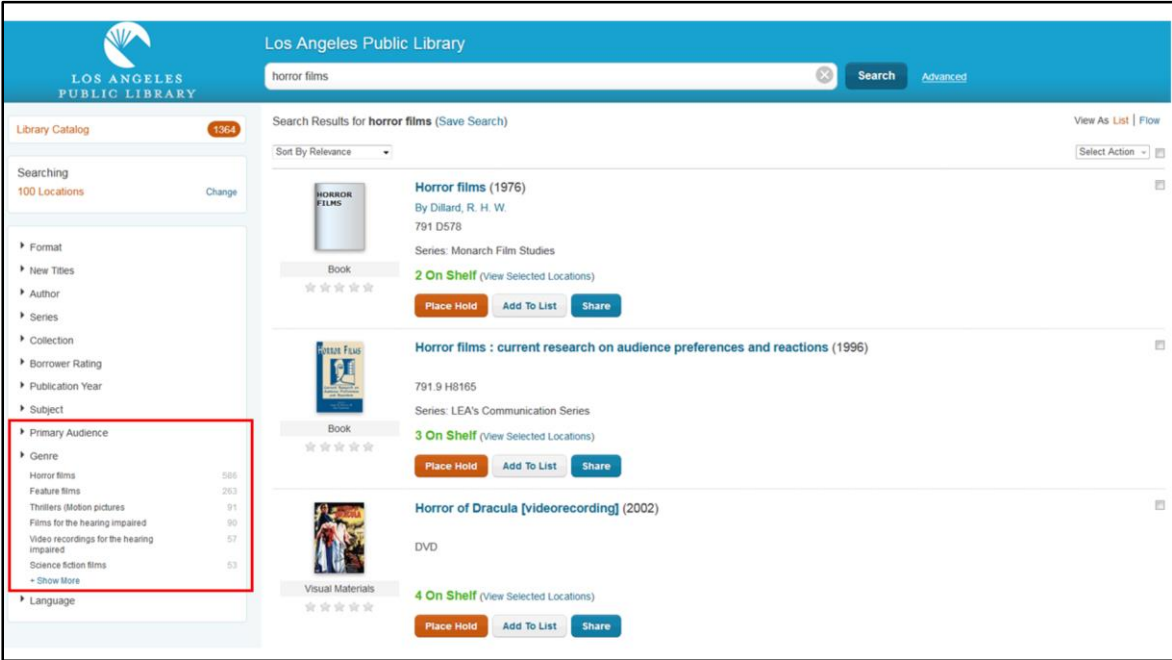 LOS ANGELES
PUBLIC LIBRARY
Los Angeles Public Library
horror films
Search
Advanced
Library Catalog 1364
Searching
100 Locations Change
Format
New Titles
Author
Series
Collection
Borrower Rating
Publication Year
Subject
Primary Audience
Genre
Horror films 586
Feature films 263
Thrillers (Motion pictures 91
Films for the hearing impaired 90
Video recordings for the hearing 57
impaired
Science fiction films 53
+ Show More
Language
Search Results for horror films (Save Search)
View As List | Flow
Sort By Relevance
Select Action
HORROR
FILMS
Book
Horror films (1976)
By Dillard, R. H. W.
791 D578
Series: Monarch Film Studies
2 On Shelf (View Selected Locations)
Place Hold Add To List Share
HORROR FILMS
Book
Horror films : current research on audience preferences and reactions (1996)
791.9 H8165
Series: LEA's Communication Series
3 On Shelf (View Selected Locations)
Place Hold Add To List Share
DRACULA
Visual Materials
Horror of Dracula [videorecording] (2002)
DVD
4 On Shelf (View Selected Locations)
Place Hold Add To List Share